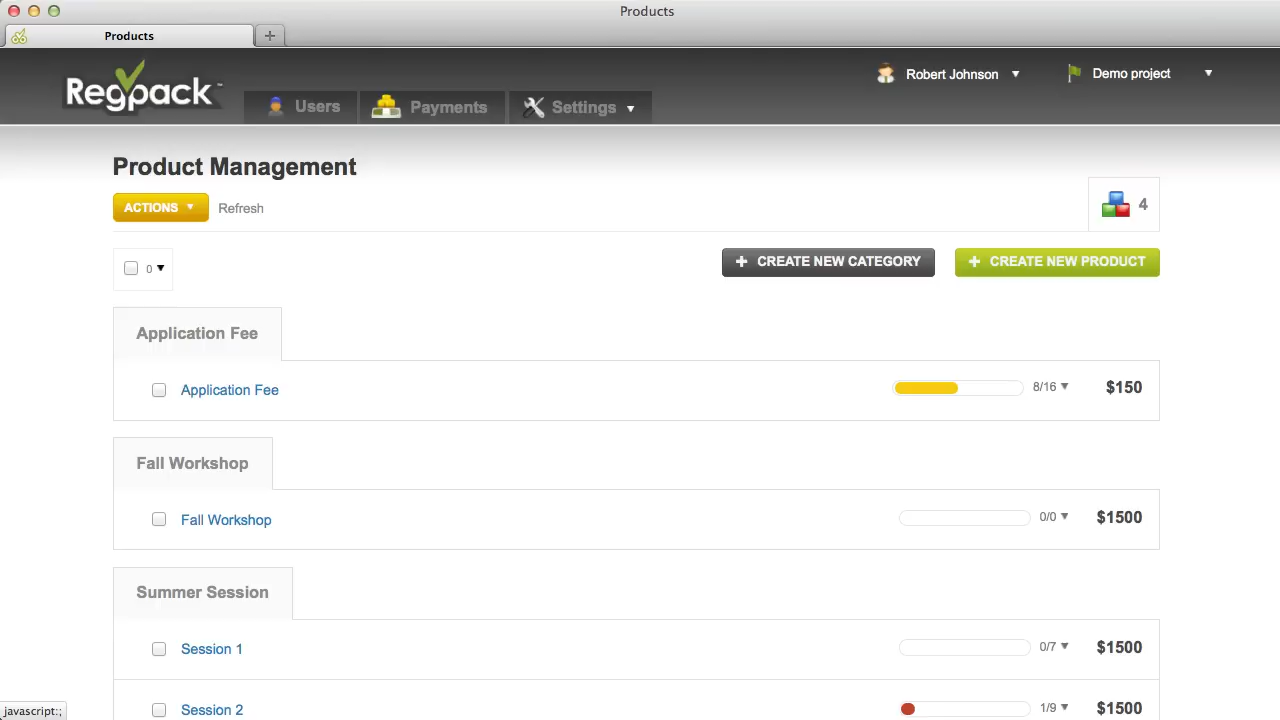 Products
Products
Regpack
Users
Payments
Settings
Robert Johnson
Demo project
Product Management
ACTIONS
Refresh
4
0
+ CREATE NEW CATEGORY
+ CREATE NEW PRODUCT
Application Fee
Application Fee
8/16
$150
Fall Workshop
Fall Workshop
0/0
$1500
Summer Session
Session 1
0/7
$1500
Session 2
1/9
$1500
javascript:;